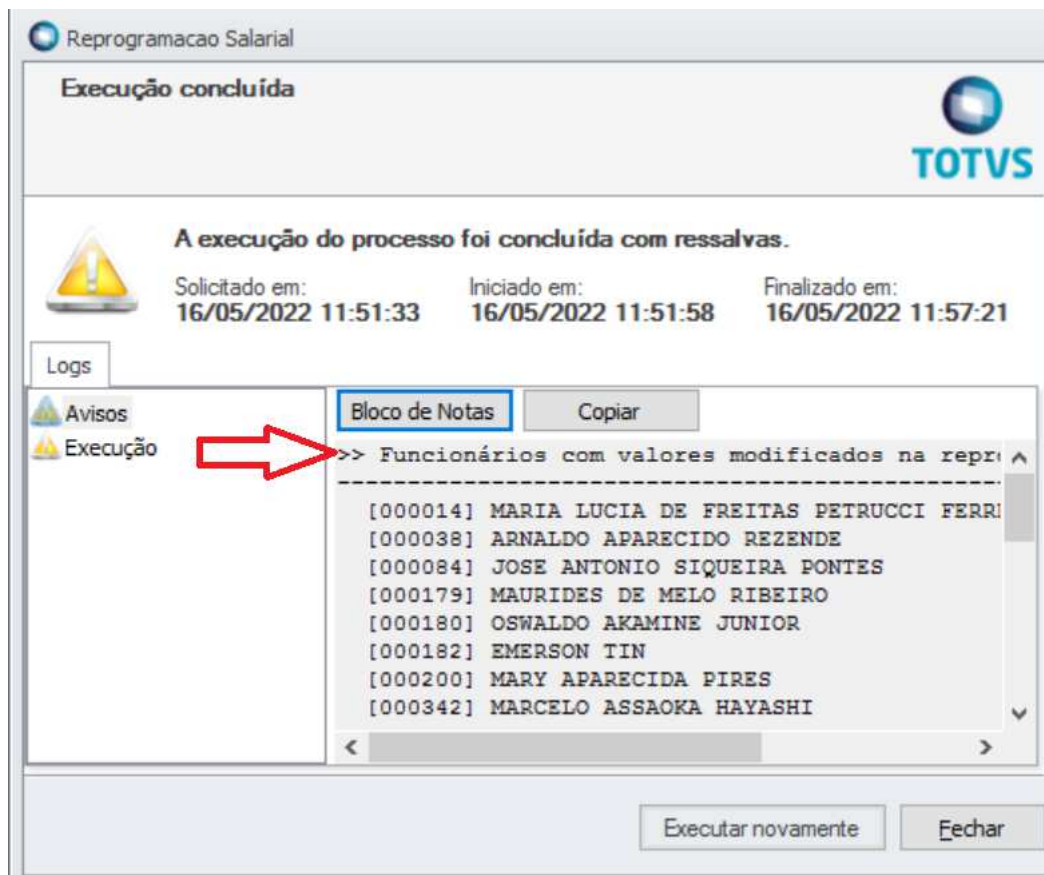 Reprogramacao Salarial
Execução concluída
TOTVS
A execução do processo foi concluída com ressalvas.
Solicitado em: Iniciado em: Finalizado em:
16/05/2022 11:51:33 16/05/2022 11:51:58 16/05/2022 11:57:21
Logs
Avisos
Execução
Bloco de Notas Copiar
>> Funcionários com valores modificados na
[000014] MARIA LUCIA DE FREITAS PETRUCCI
[000038] ARNALDO APARECIDO REZENDE
[000084] JOSE ANTONIO SIQUEIRA PONTES
[000179] MAURIDES DE MELO RIBEIRO
[000180] OSWALDO AKAMINE JUNIOR
[000182] EMERSON TIN
[000200] MARY APARECIDA PIRES
[000342] MARCELO ASSAOKA HAYASHI
Executar novamente Fechar